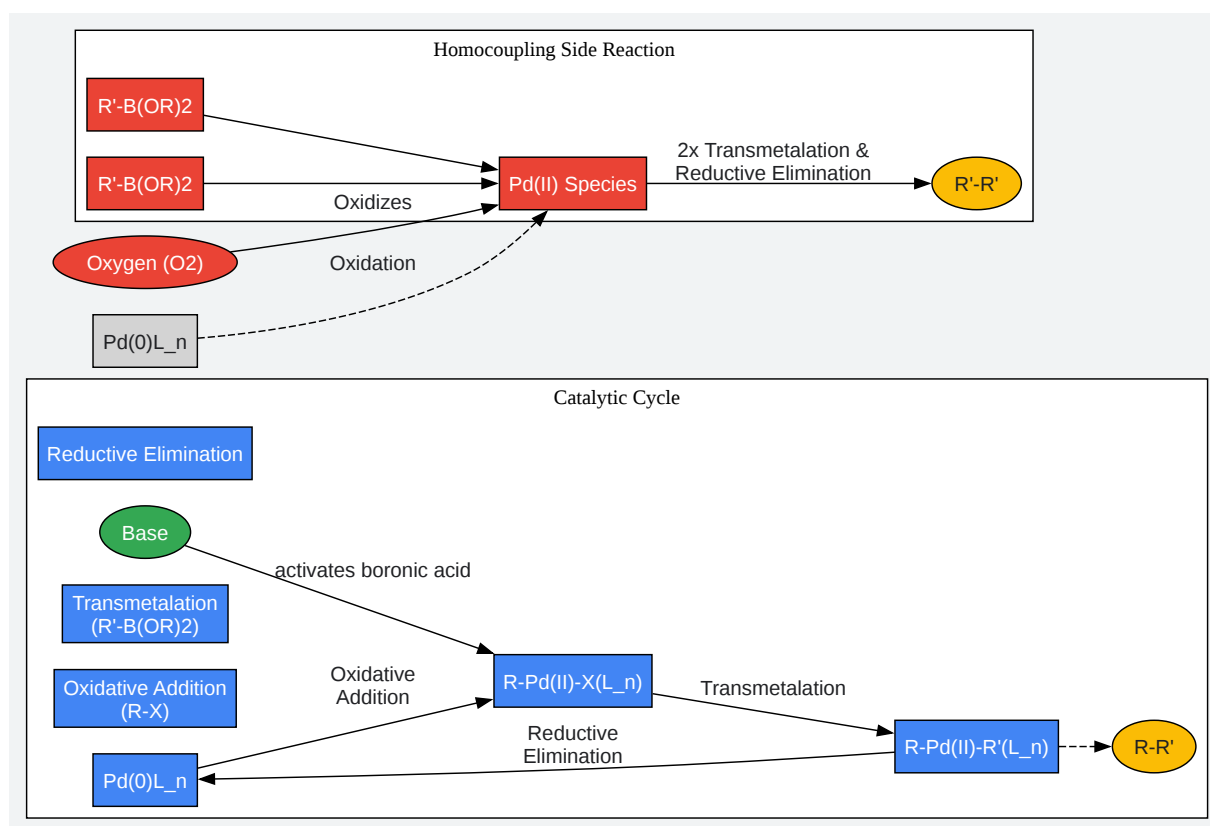 Homocoupling Side Reaction
R'-B(OR)2
R'-B(OR)2
Oxidizes
Pd(II) Species
2x Transmetalation &
Reductive Elimination
R'-R'
Oxygen (O2)
Oxidation
Pd(0)L_n
Catalytic Cycle
Reductive Elimination
Base
activates boronic acid
Transmetalation
(R'-B(OR)2)
Oxidative Addition
(R-X)
Oxidative
Addition
R-Pd(II)-X(L_n)
Transmetalation
Reductive
Elimination
R-Pd(II)-R'(L_n)
R-R'
Pd(0)L_n